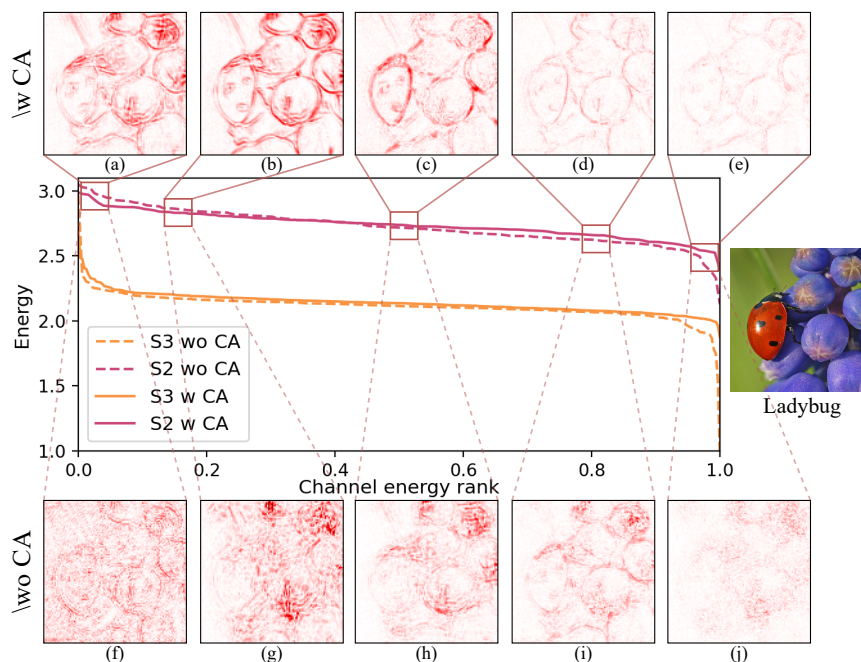 \w CA
(a) (b) (c) (d) (e)
3.0
2.5
2.0
1.5
1.0
Energy
S3 wo CA
S2 wo CA
S3 w CA
S2 w CA
0.0 0.2 0.4 0.6 0.8 1.0
Channel energy rank
Ladybug
\wo CA
(f) (g) (h) (i) (j)